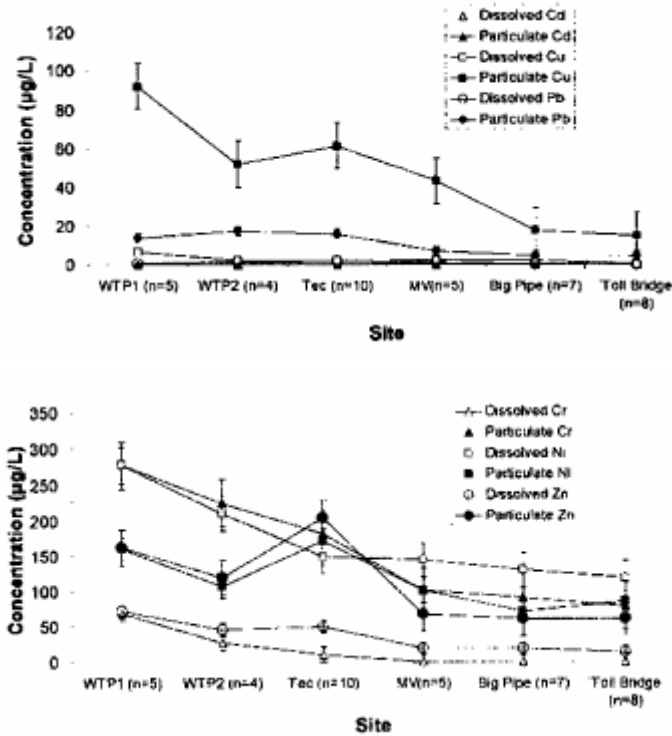 Dissolved Cd
Particulate Cd
Dissolved Cu
Particulate Cu
Dissolved Pb
Particulate Pb
Concentration (µg/L)
120
100
80
60
40
20
0
WTP1 (n=5) WTP2 (n=4) Tec (n=10) MV(n=5) Big Pipe (n=7) Toll Bridge
(n=8)
Site
Dissolved Cr
Particulate Cr
Dissolved Ni
Particulate Ni
Dissolved Zn
Particulate Zn
Concentration (µg/L)
350
300
250
200
150
100
50
0
WTP1 (n=5) WTP2 (n=4) Tec (n=10) MV(n=5) Big Pipe (n=7) Toll Bridge
(n=8)
Site